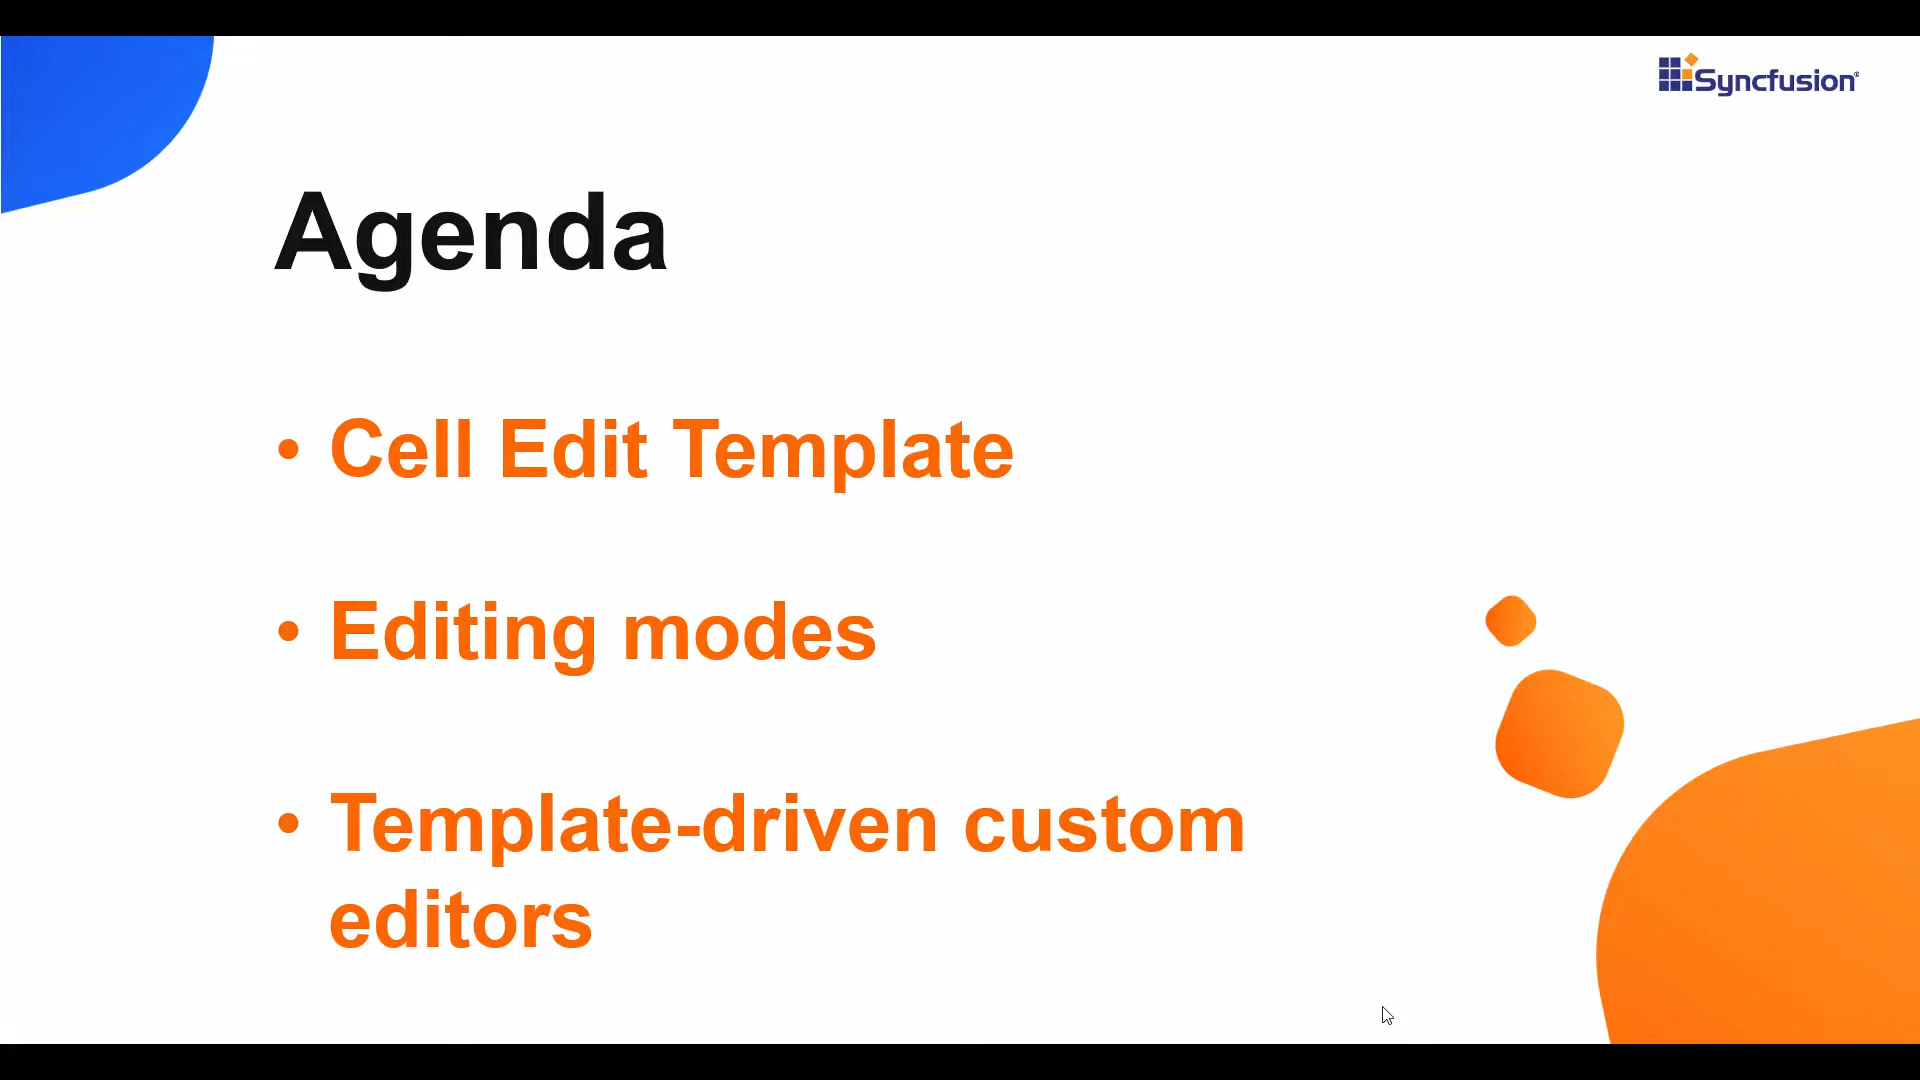 Syncfusion
Agenda
• Cell Edit Template
• Editing modes
• Template-driven custom
editors